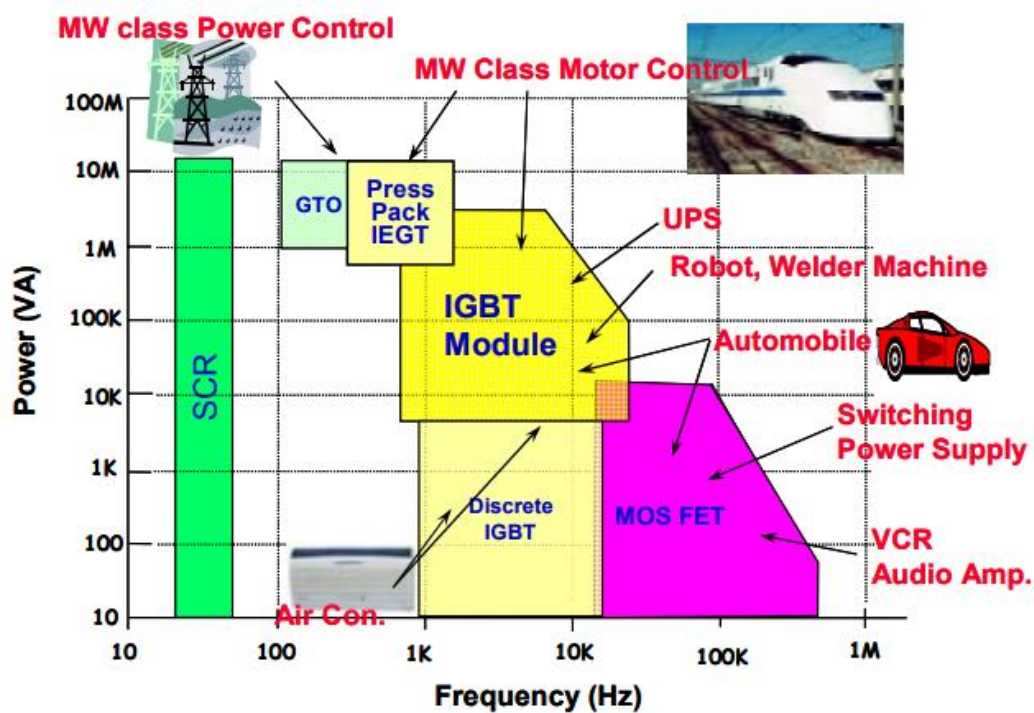 MW class Power Control
MW Class Motor Control
100M
10M
1M
100K
10K
1K
100
10
Power (VA)
SCR
GTO
Press
Pack
IEGT
IGBT
Module
Discrete
IGBT
MOS FET
UPS
Robot, Welder Machine
Automobile
Switching
Power Supply
VCR
Audio Amp.
Air Con.
10
100
1K
10K
100K
1M
Frequency (Hz)